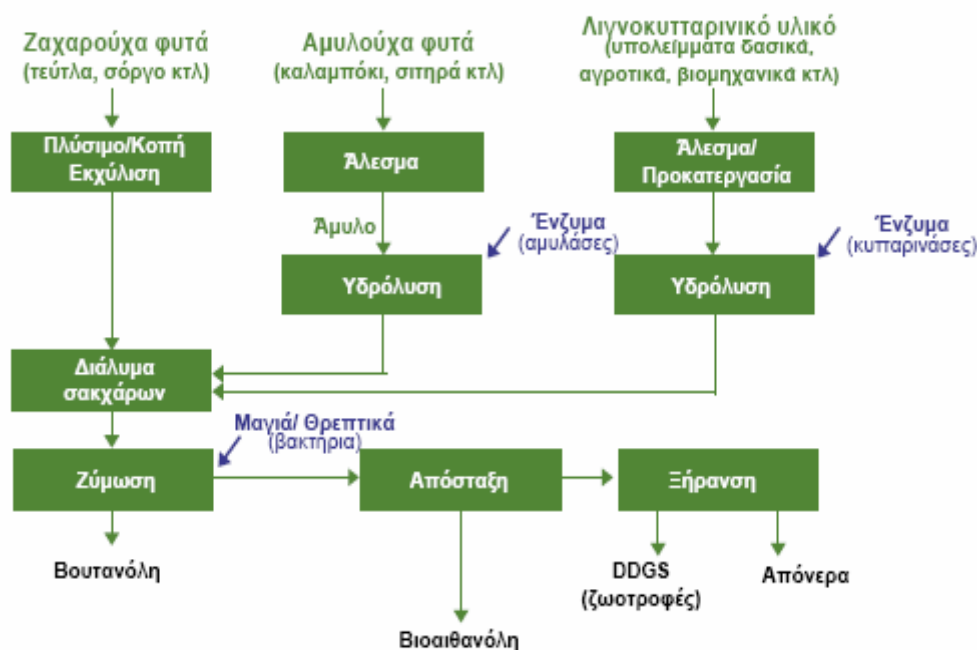 Ζαχαρούχα φυτά
(τεύτλα, σόργο κτλ)
Αμυλούχα φυτά
(καλαμπόκι, σιτηρά κτλ)
Λιγνοκυτταρινικό υλικό
(υπολείμματα δασικά,
αγροτικά, βιομηχανικά κτλ)
Πλύσιμο/Κοπή
Εκχύλιση
Άλεσμα
Άλεσμα/
Προκατεργασία
Άμυλο
Ένζυμα
(αμυλάσες)
Ένζυμα
(κυπαρινάσες)
Υδρόλυση
Υδρόλυση
Διάλυμα
σακχάρων
Μαγιά/ Θρεπτικά
(βακτήρια)
Ζύμωση
Απόσταξη
Ξήρανση
Βουτανόλη
DDGS
(ζωοτροφές)
Απόνερα
Βιοαιθανόλη